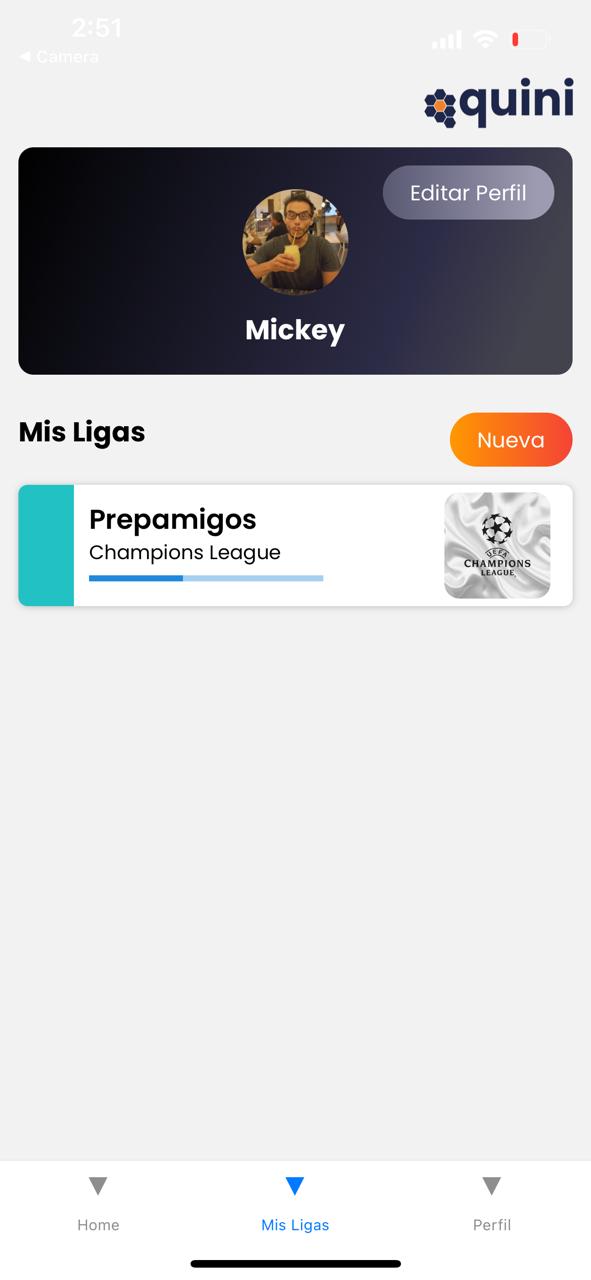 2:51
◀ Camera
quini
Editar Perfil
Mickey
Mis Ligas
Nueva
Prepamigos
Champions League
UEFA
CHAMPIONS
LEAGUE
Home
Mis Ligas
Perfil